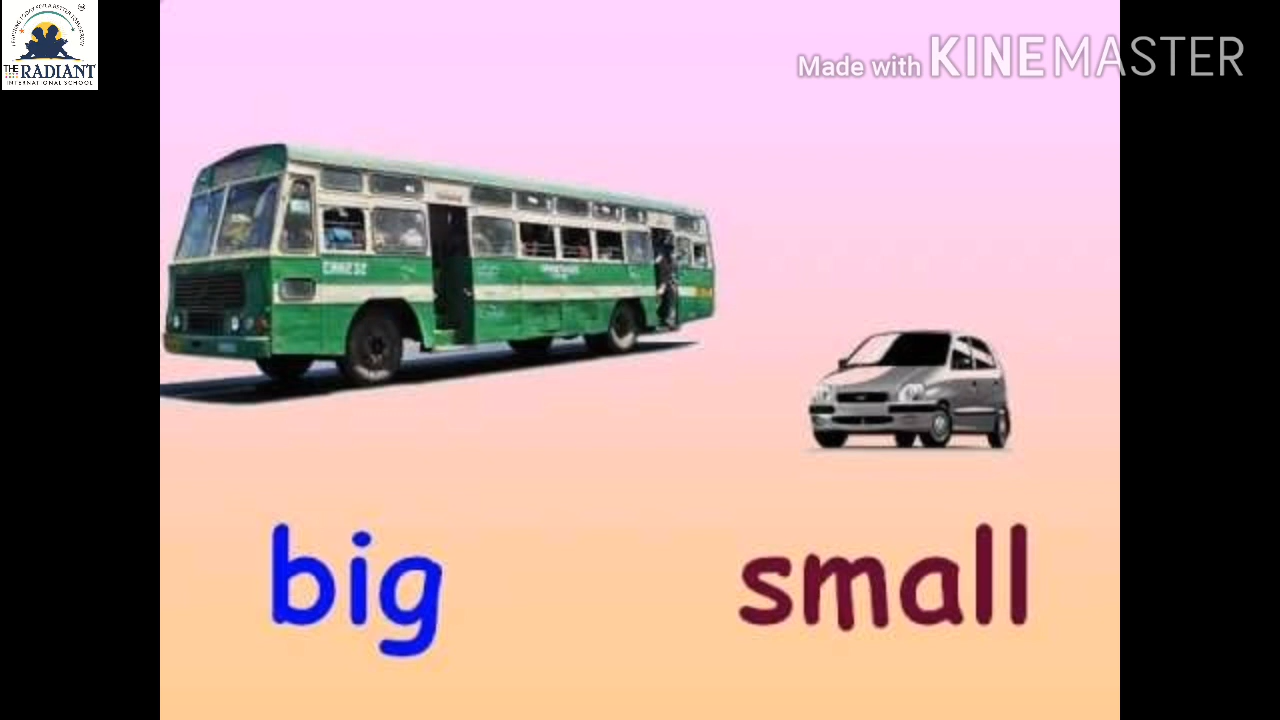 THE RADIANT
INTERNATIONAL SCHOOL
Made with KINEMASTER
big
small